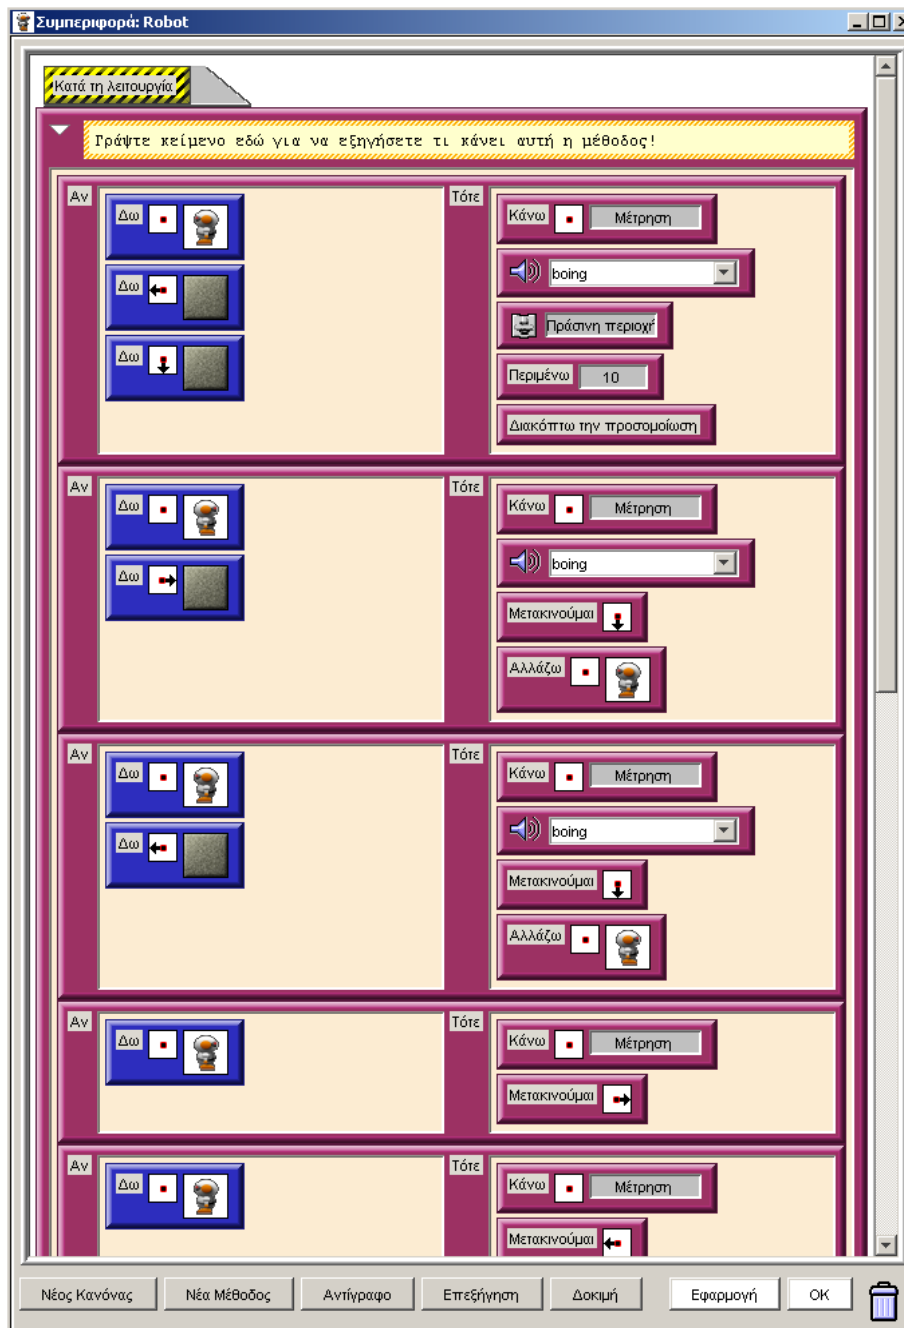 Συμπεριφορά: Robot
Κατά τη λειτουργία
Γράψτε κείμενο εδώ για να εξηγήσετε τι κάνει αυτή η μέθοδος!
Αν
Δω
Δω
Δω
Τότε
Κάνω Μέτρηση
boing
Πράσινη περιοχή
Περιμένω 10
Διακόπτω την προσομοίωση
Αν
Δω
Δω
Τότε
Κάνω Μέτρηση
boing
Μετακινούμαι
Αλλάζω
Αν
Δω
Δω
Τότε
Κάνω Μέτρηση
boing
Μετακινούμαι
Αλλάζω
Αν
Δω
Τότε
Κάνω Μέτρηση
Μετακινούμαι
Αν
Δω
Τότε
Κάνω Μέτρηση
Μετακινούμαι
Νέος Κανόνας Νέα Μέθοδος Αντίγραφο Επεξήγηση Δοκιμή Εφαρμογή OK